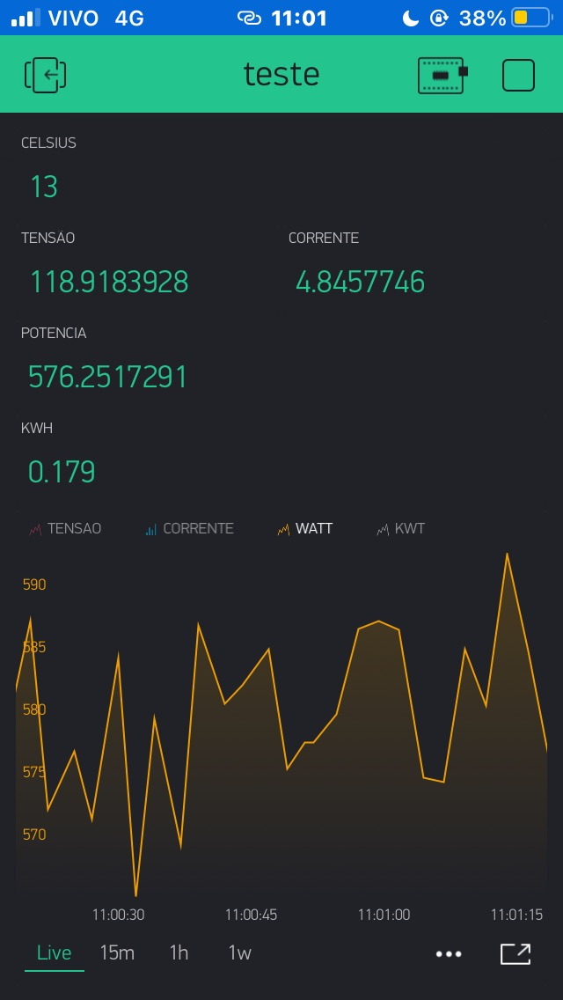 VIVO 4G 11:01 38%
teste
CELSIUS
13
TENSÃO CORRENTE
118.9183928 4.8457746
POTENCIA
576.2517291
KWH
0.179
TENSAO CORRENTE WATT KWT
590
585
580
575
570
11:00:30 11:00:45 11:01:00 11:01:15
Live 15m 1h 1w